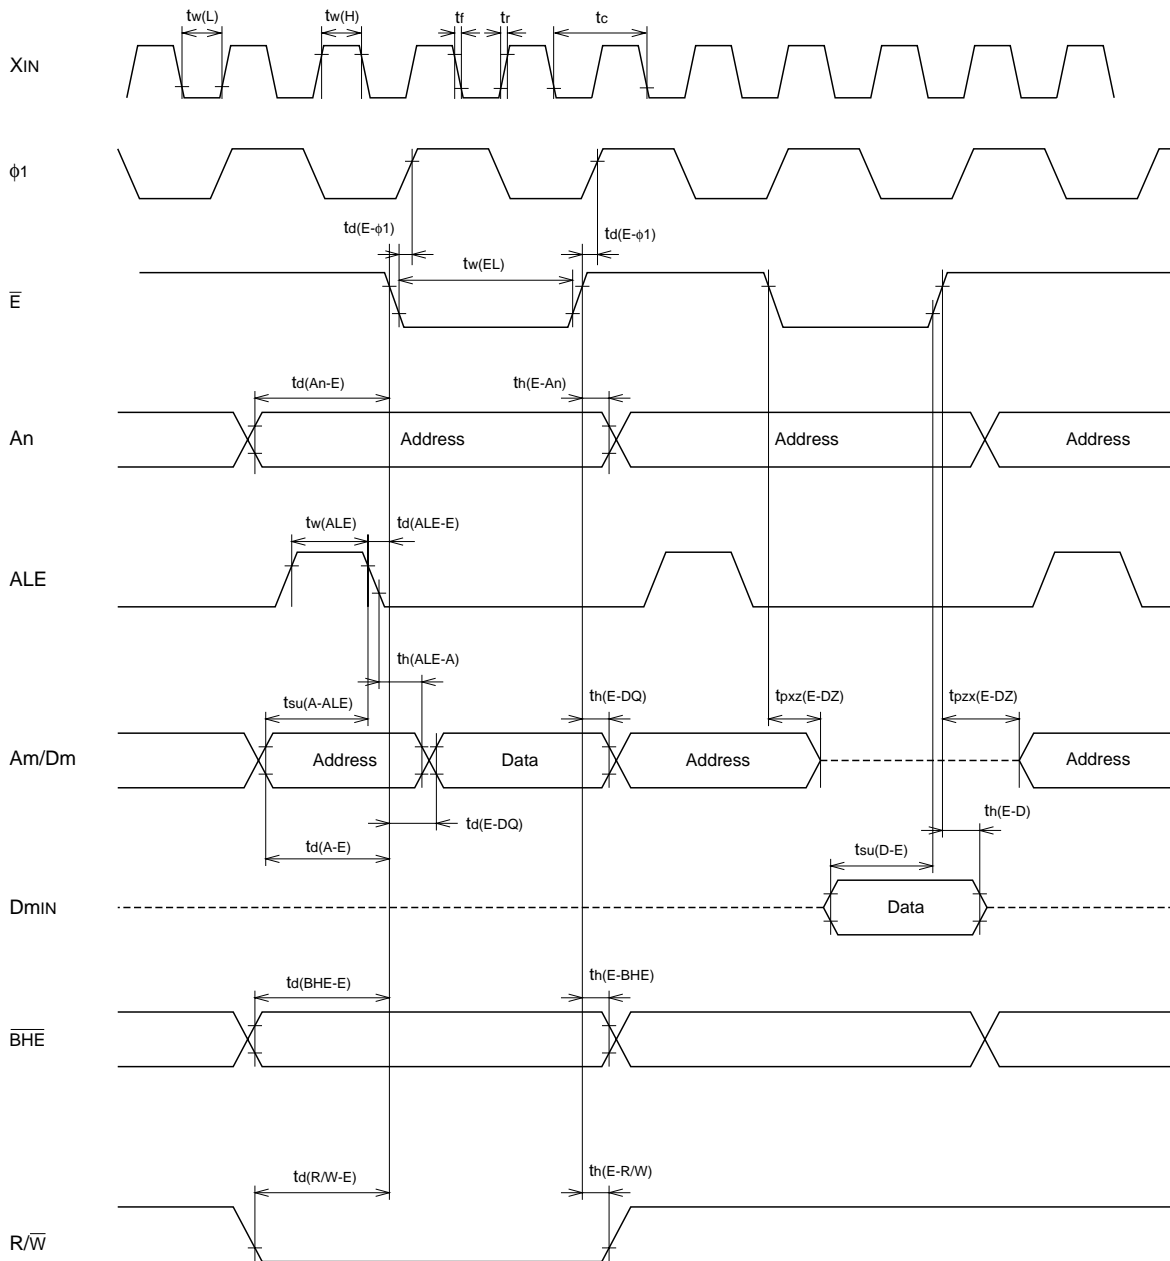 tw(L) tw(H) tf tr tc
XIN
ϕ1
td(E-ϕ1) td(E-ϕ1)
tw(EL)
E̅
td(An-E) th(E-An)
An Address Address Address
tw(ALE) td(ALE-E)
ALE
th(ALE-A)
tsu(A-ALE) th(E-DQ) tpxz(E-DZ) tpzx(E-DZ)
Am/Dm Address Data Address Address
td(E-DQ) th(E-D)
td(A-E) tsu(D-E)
DmIN Data
td(BHE-E) th(E-BHE)
B̅H̅E̅
td(R/W-E) th(E-R/W)
R/W̅